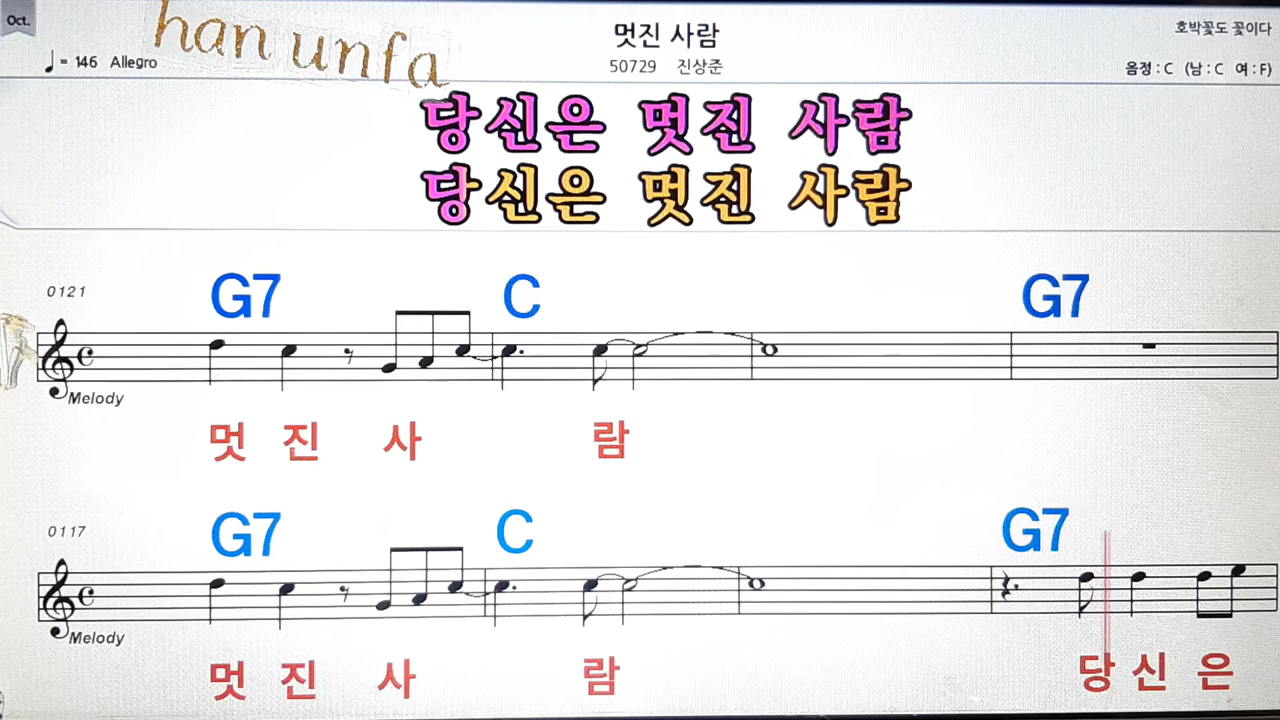 Oct.
han unfa
멋진 사람
호박꽃도 꽃이다
♩= 146 Allegro
50729 진상준
음정 : C (남 : C 여 : F)
당신은 멋진 사람
당신은 멋진 사람
0121
G7 C G7
Melody
멋 진 사 람
0117
G7 C G7
Melody
멋 진 사 람 당 신 은